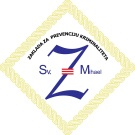 ZAKLADA ZA PREVENCIJU KRIMINALITETA
Sv. Z Mihael